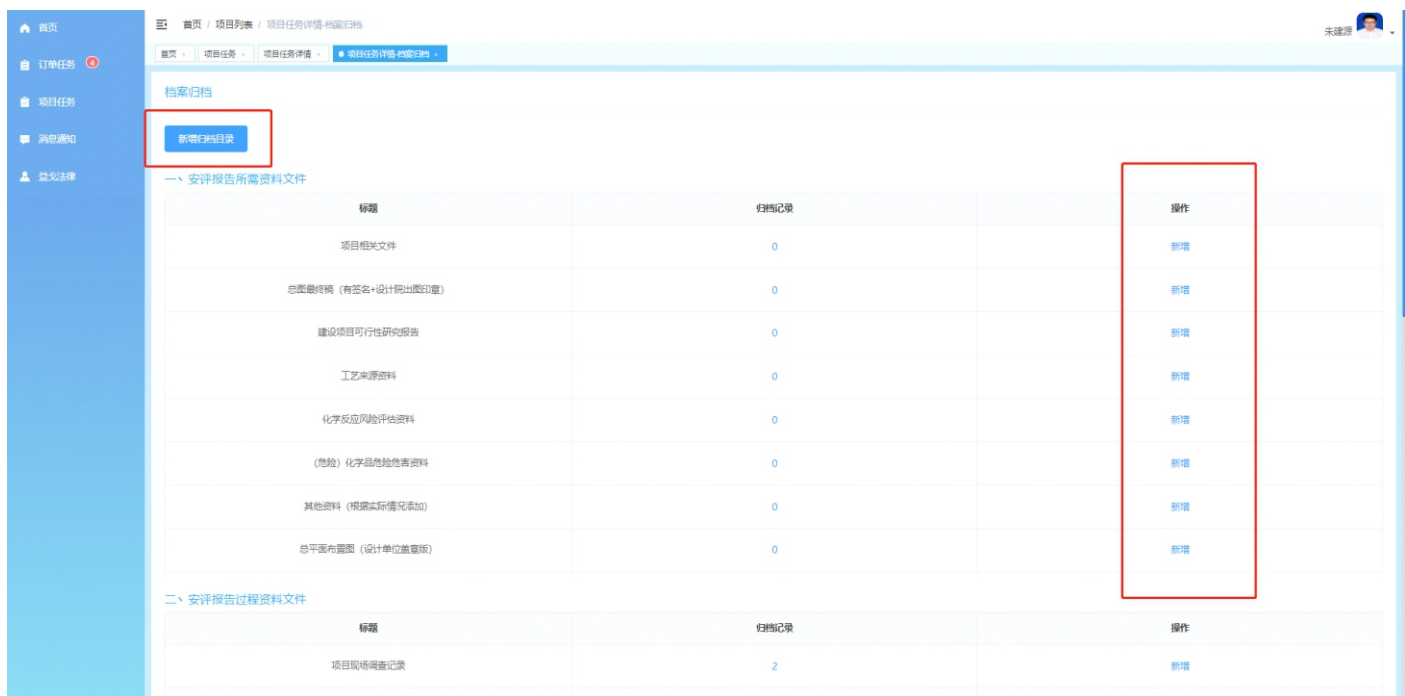 首页
订单任务 4
项目任务
消息通知
益戈法律
首页 / 项目列表 / 项目任务详情-档案归档
朱建源
首页 项目任务 项目任务详情 项目任务详情-档案归档
档案归档
新增归档目录
一、安评报告所需资料文件
标题 归档记录 操作
项目相关文件 0 新增
总图最终稿（有签名+设计院出图印章） 0 新增
建设项目可行性研究报告 0 新增
工艺来源资料 0 新增
化学反应风险评估资料 0 新增
（危险）化学品危险危害资料 0 新增
其他资料（根据实际情况添加） 0 新增
总平面布置图（设计单位盖章版） 0 新增
二、安评报告过程资料文件
标题 归档记录 操作
项目现场调查记录 2 新增